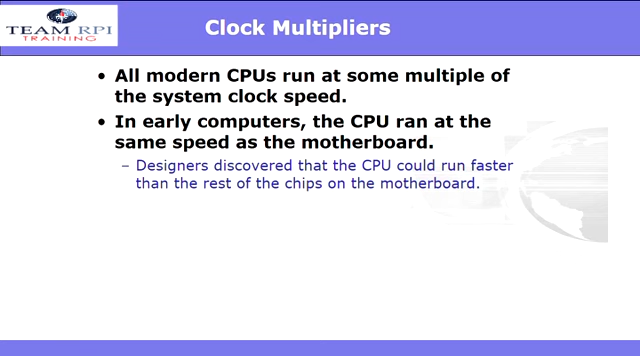 TEAM RPI
TRAINING
Clock Multipliers
• All modern CPUs run at some multiple of
the system clock speed.
• In early computers, the CPU ran at the
same speed as the motherboard.
– Designers discovered that the CPU could run faster
than the rest of the chips on the motherboard.